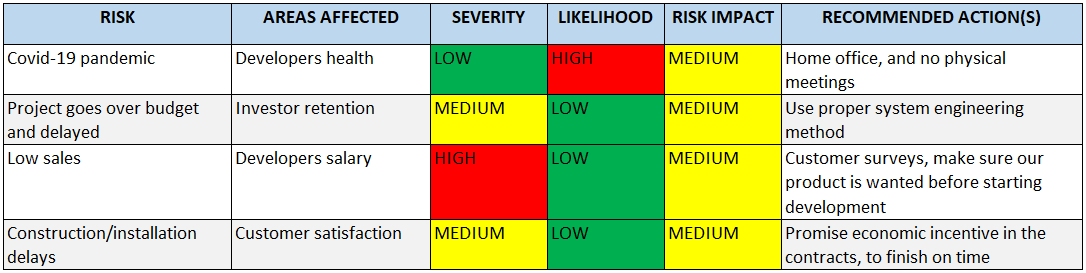 RISK AREAS AFFECTED SEVERITY LIKELIHOOD RISK IMPACT RECOMMENDED ACTION(S)
Covid-19 pandemic Developers health LOW HIGH MEDIUM Home office, and no physical
meetings
Project goes over budget Investor retention MEDIUM LOW MEDIUM Use proper system engineering
and delayed method
Low sales Developers salary HIGH LOW MEDIUM Customer surveys, make sure our
product is wanted before starting
development
Construction/installation Customer satisfaction MEDIUM LOW MEDIUM Promise economic incentive in the
delays contracts, to finish on time